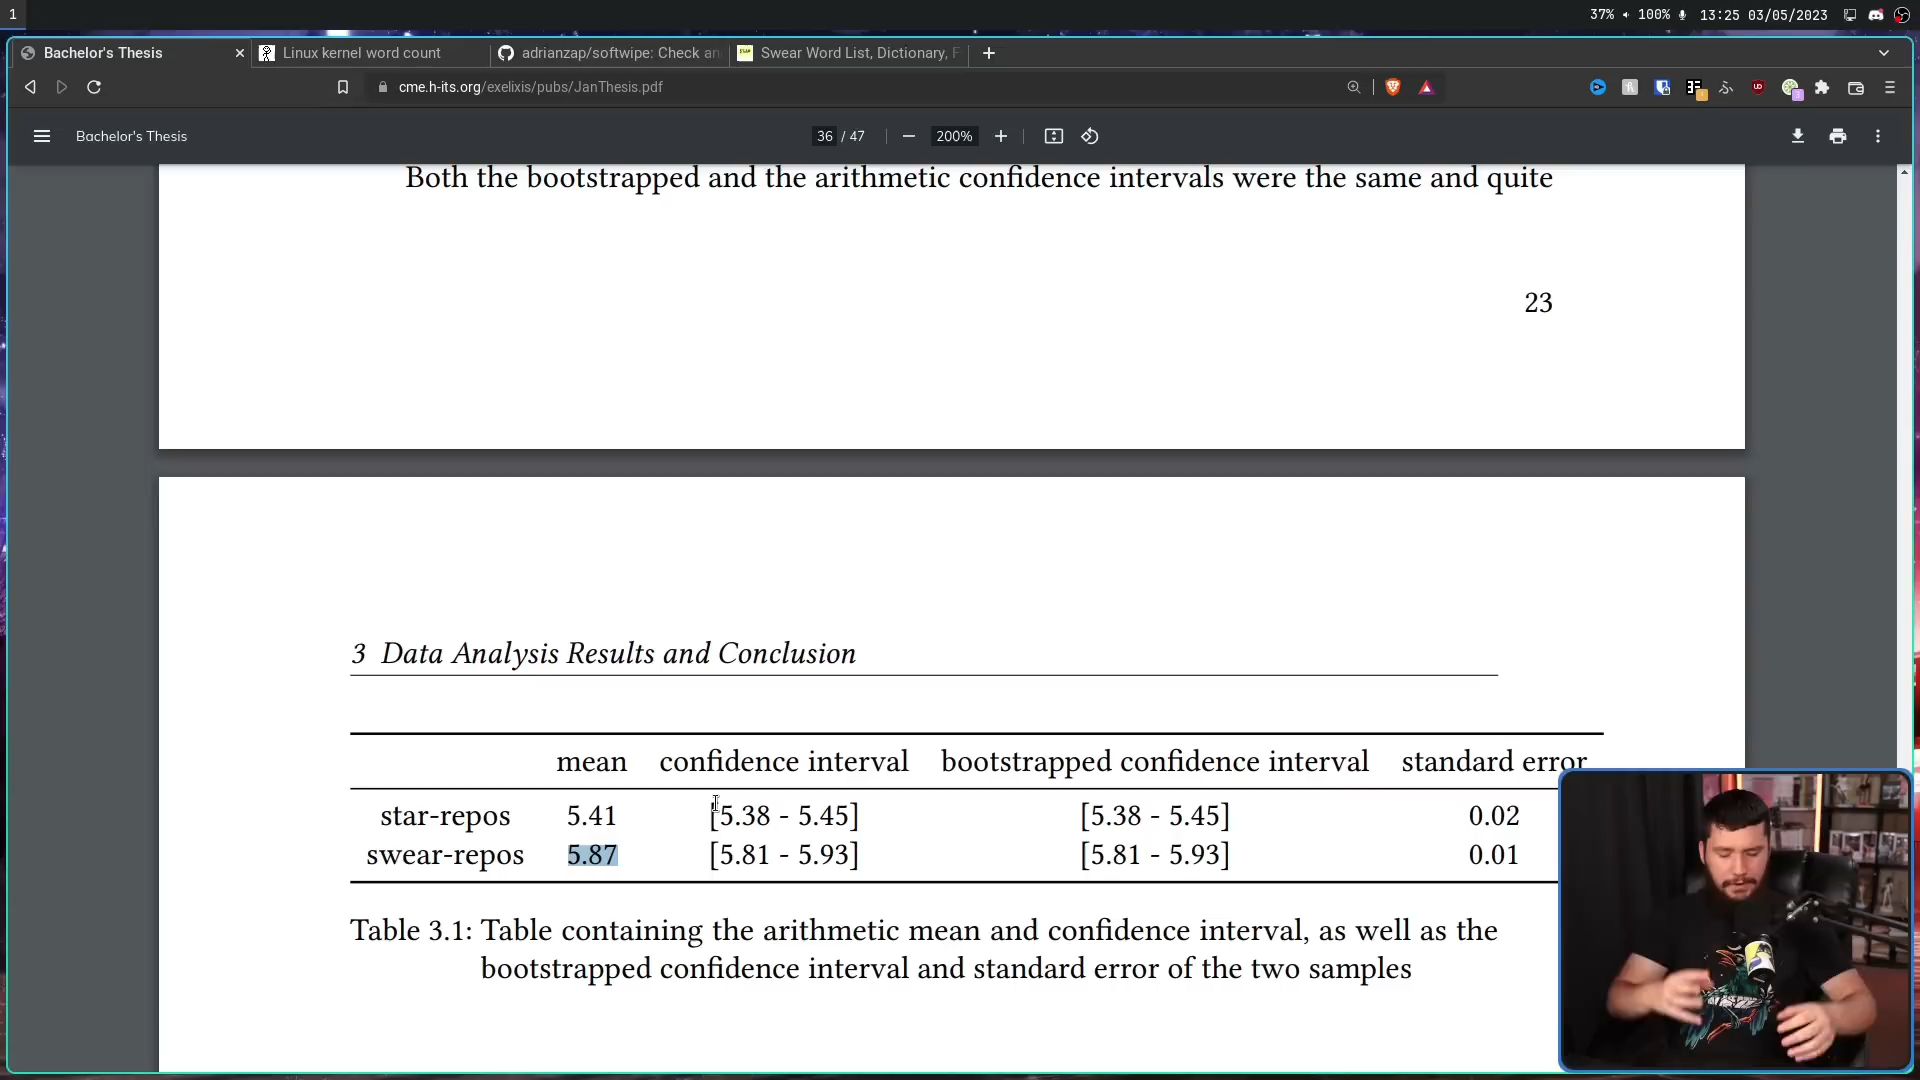 1
37% 100% 13:25 03/05/2023
Bachelor's Thesis
Linux kernel word count
adrianzap/softwipe: Check an
Swear Word List, Dictionary, F
cme.h-its.org/exelixis/pubs/JanThesis.pdf
Bachelor's Thesis
36 / 47
200%
Both the bootstrapped and the arithmetic confidence intervals were the same and quite
23
3 Data Analysis Results and Conclusion
mean confidence interval bootstrapped confidence interval standard error
star-repos 5.41 [5.38 - 5.45] [5.38 - 5.45] 0.02
swear-repos 5.87 [5.81 - 5.93] [5.81 - 5.93] 0.01
Table 3.1: Table containing the arithmetic mean and confidence interval, as well as the
bootstrapped confidence interval and standard error of the two samples